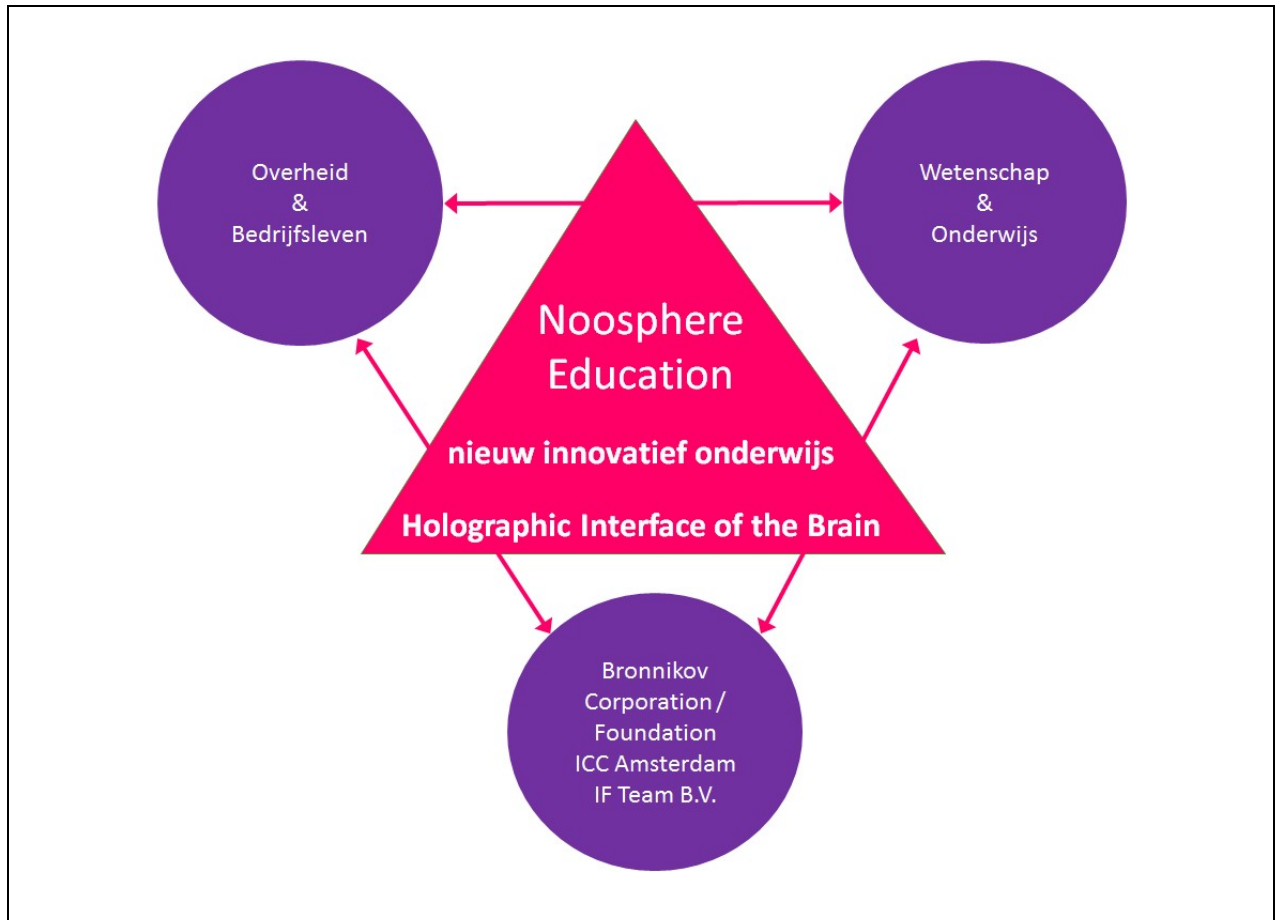 Overheid
&
Bedrijfsleven
Wetenschap
&
Onderwijs
Noosphere
Education
nieuw innovatief onderwijs
Holographic Interface of the Brain
Bronnikov
Corporation /
Foundation
ICC Amsterdam
IF Team B.V.